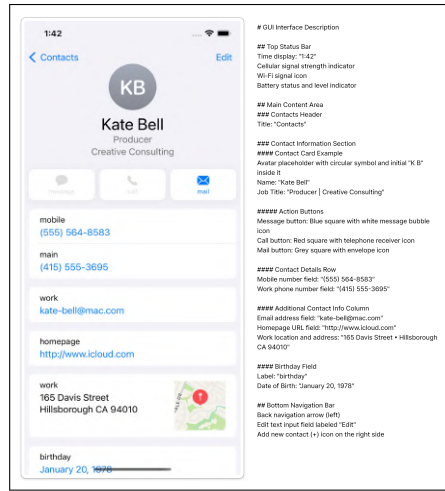 1:42
Contacts
Edit
KB
Kate Bell
Producer
Creative Consulting
message
call
mail
mobile
(555) 564-8583
main
(415) 555-3695
work
kate-bell@mac.com
homepage
http://www.icloud.com
work
165 Davis Street
Hillsborough CA 94010
birthday
January 20, 1978
# GUI Interface Description
## Top Status Bar
Time display: "1:42"
Cellular signal strength indicator
Wi-Fi signal icon
Battery status and level indicator
## Main Content Area
### Contacts Header
Title: "Contacts"
### Contact Information Section
#### Contact Card Example
Avatar placeholder with circular symbol and initial "K B"
inside it
Name: "Kate Bell"
Job Title: "Producer | Creative Consulting"
##### Action Buttons
Message button: Blue square with white message bubble
icon
Call button: Red square with telephone receiver icon
Mail button: Grey square with envelope icon
#### Contact Details Row
Mobile number field: "(555) 564-8583"
Work phone number field: "(415) 555-3695"
#### Additional Contact Info Column
Email address field: "kate-bell@mac.com"
Homepage URL field: "http://www.icloud.com"
Work location and address: "165 Davis Street • Hillsborough
CA 94010"
#### Birthday Field
Label: "birthday"
Date of Birth: "January 20, 1978"
## Bottom Navigation Bar
Back navigation arrow (left)
Edit text input field labeled "Edit"
Add new contact (+) icon on the right side